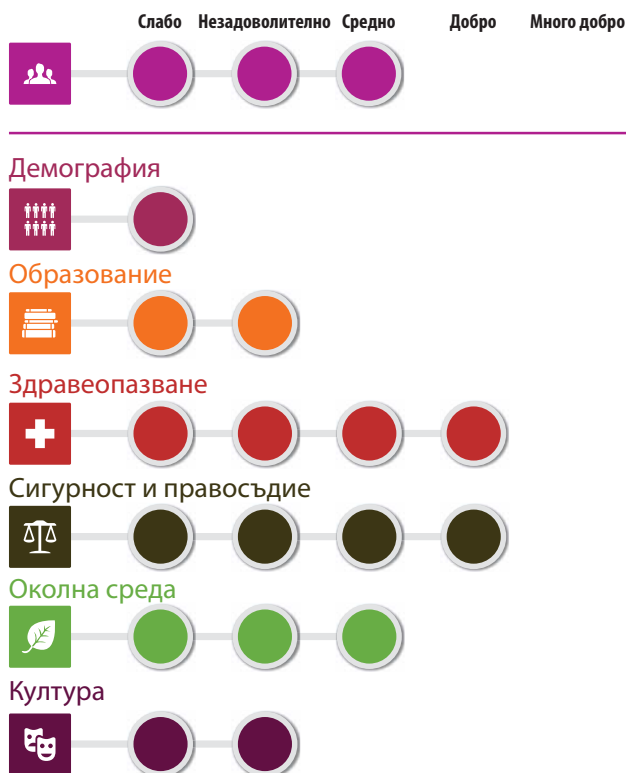 Слабо Незадоволително Средно Добро Много добро
Демография
Образование
Здравеопазване
Сигурност и правосъдие
Околна среда
Култура